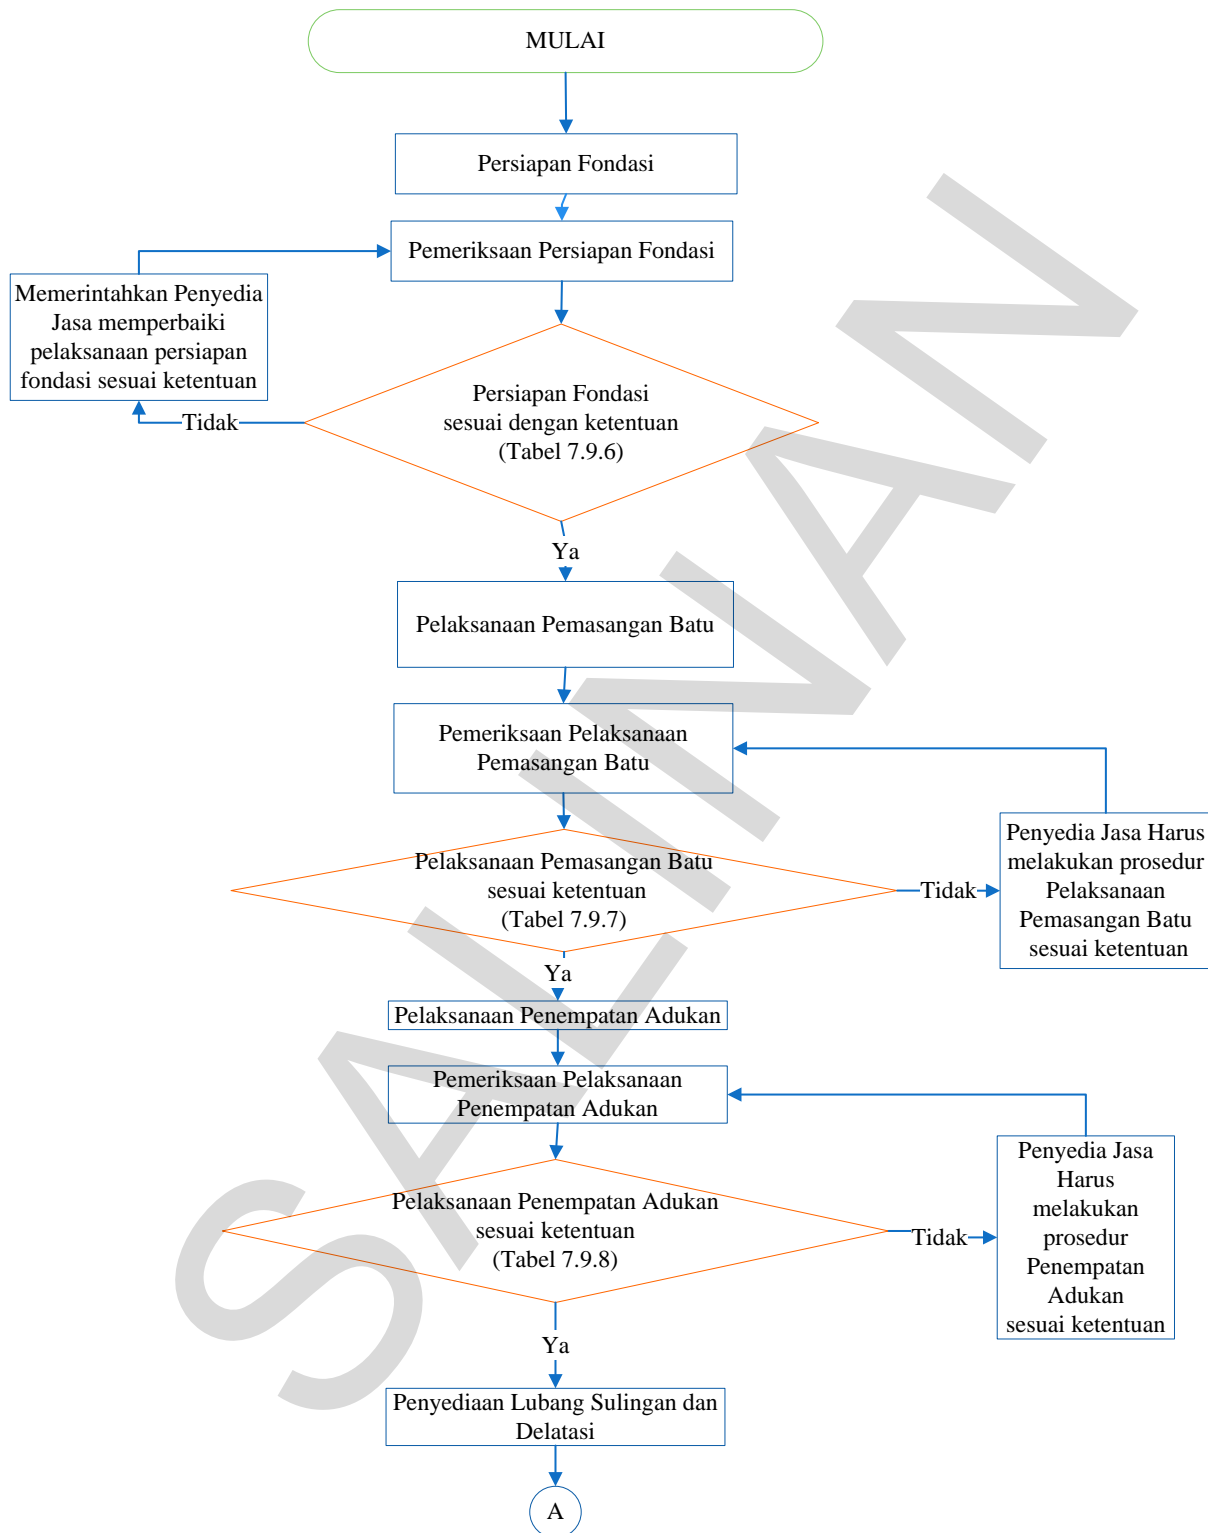 MULAI
Persiapan Fondasi
Pemeriksaan Persiapan Fondasi
Memerintahkan Penyedia
Jasa memperbaiki
pelaksanaan persiapan
fondasi sesuai ketentuan
Persiapan Fondasi
sesuai dengan ketentuan
(Tabel 7.9.6)
Tidak
Ya
Pelaksanaan Pemasangan Batu
Pemeriksaan Pelaksanaan
Pemasangan Batu
Pelaksanaan Pemasangan Batu
sesuai ketentuan
(Tabel 7.9.7)
Tidak
Penyedia Jasa Harus
melakukan prosedur
Pelaksanaan
Pemasangan Batu
sesuai ketentuan
Ya
Pelaksanaan Penempatan Adukan
Pemeriksaan Pelaksanaan
Penempatan Adukan
Pelaksanaan Penempatan Adukan
sesuai ketentuan
(Tabel 7.9.8)
Tidak
Penyedia Jasa
Harus
melakukan
prosedur
Penempatan
Adukan
sesuai ketentuan
Ya
Penyediaan Lubang Sulingan dan
Delatasi
A
SALINAN